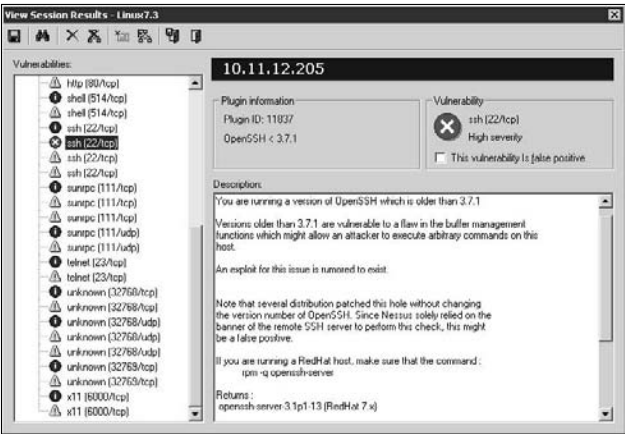 View Session Results - Linux7.3
Vulnerabilities:
10.11.12.205
http (80/tcp)
shell (514/tcp)
shell (514/tcp)
ssh (22/tcp)
ssh (22/tcp)
ssh (22/tcp)
ssh (22/tcp)
sunrpc (111/tcp)
sunrpc (111/tcp)
sunrpc (111/tcp)
sunrpc (111/udp)
sunrpc (111/udp)
telnet (23/tcp)
telnet (23/tcp)
unknown (32768/tcp)
unknown (32768/tcp)
unknown (32768/udp)
unknown (32768/udp)
unknown (32768/udp)
unknown (32769/tcp)
unknown (32769/tcp)
x11 (6000/tcp)
x11 (6000/tcp)
Plugin information
Plugin ID: 11837
OpenSSH < 3.7.1
Vulnerability
ssh (22/tcp)
High severity
This vulnerability Is false positive
Description:
You are running a version of OpenSSH which is older than 3.7.1
Versions older than 3.7.1 are vulnerable to a flaw in the buffer management
functions which might allow an attacker to execute arbitrary commands on this
host.
An exploit for this issue is rumored to exist.
Note that several distribution patched this hole without changing
the version number of OpenSSH. Since Nessus solely relied on the
banner of the remote SSH server to perform this check, this might
be a false positive.
If you are running a RedHat host, make sure that the command :
rpm -q openssh-server
Returns :
openssh-server-3.1p1-13 (RedHat 7.x)